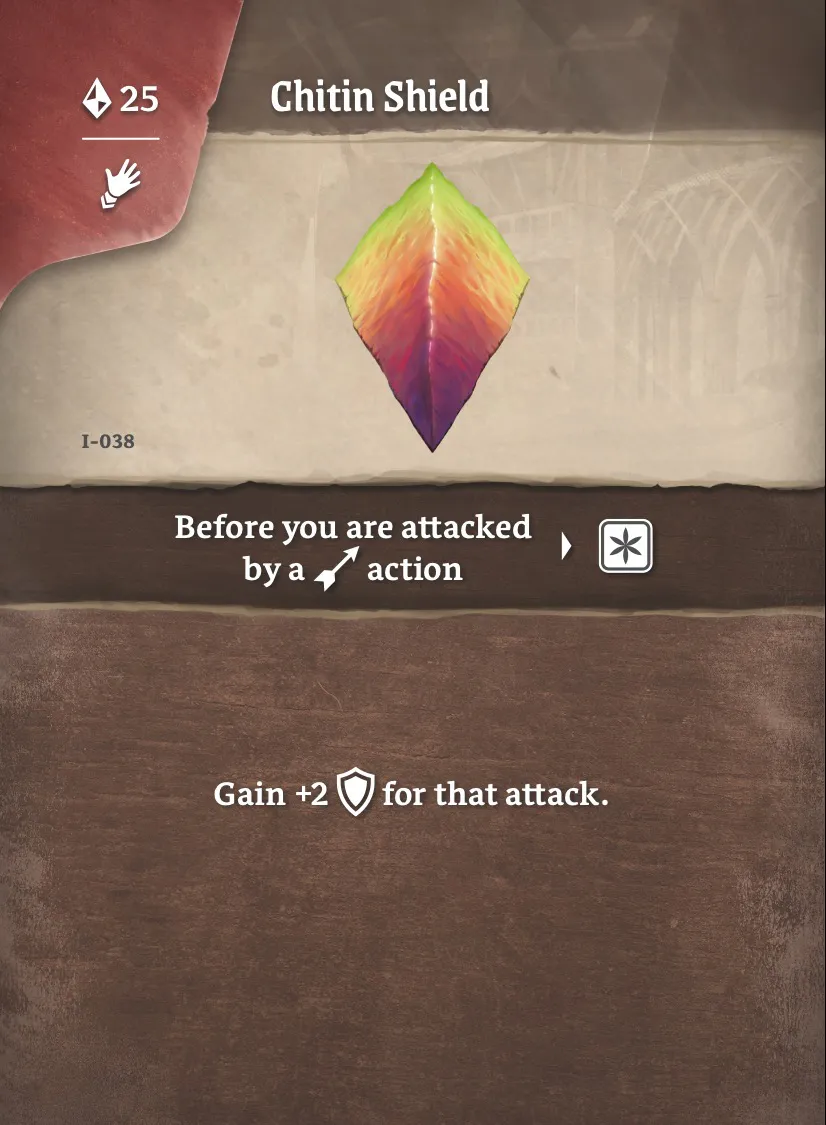 25
Chitin Shield
I-038
Before you are attacked
by a action
Gain +2 for that attack.